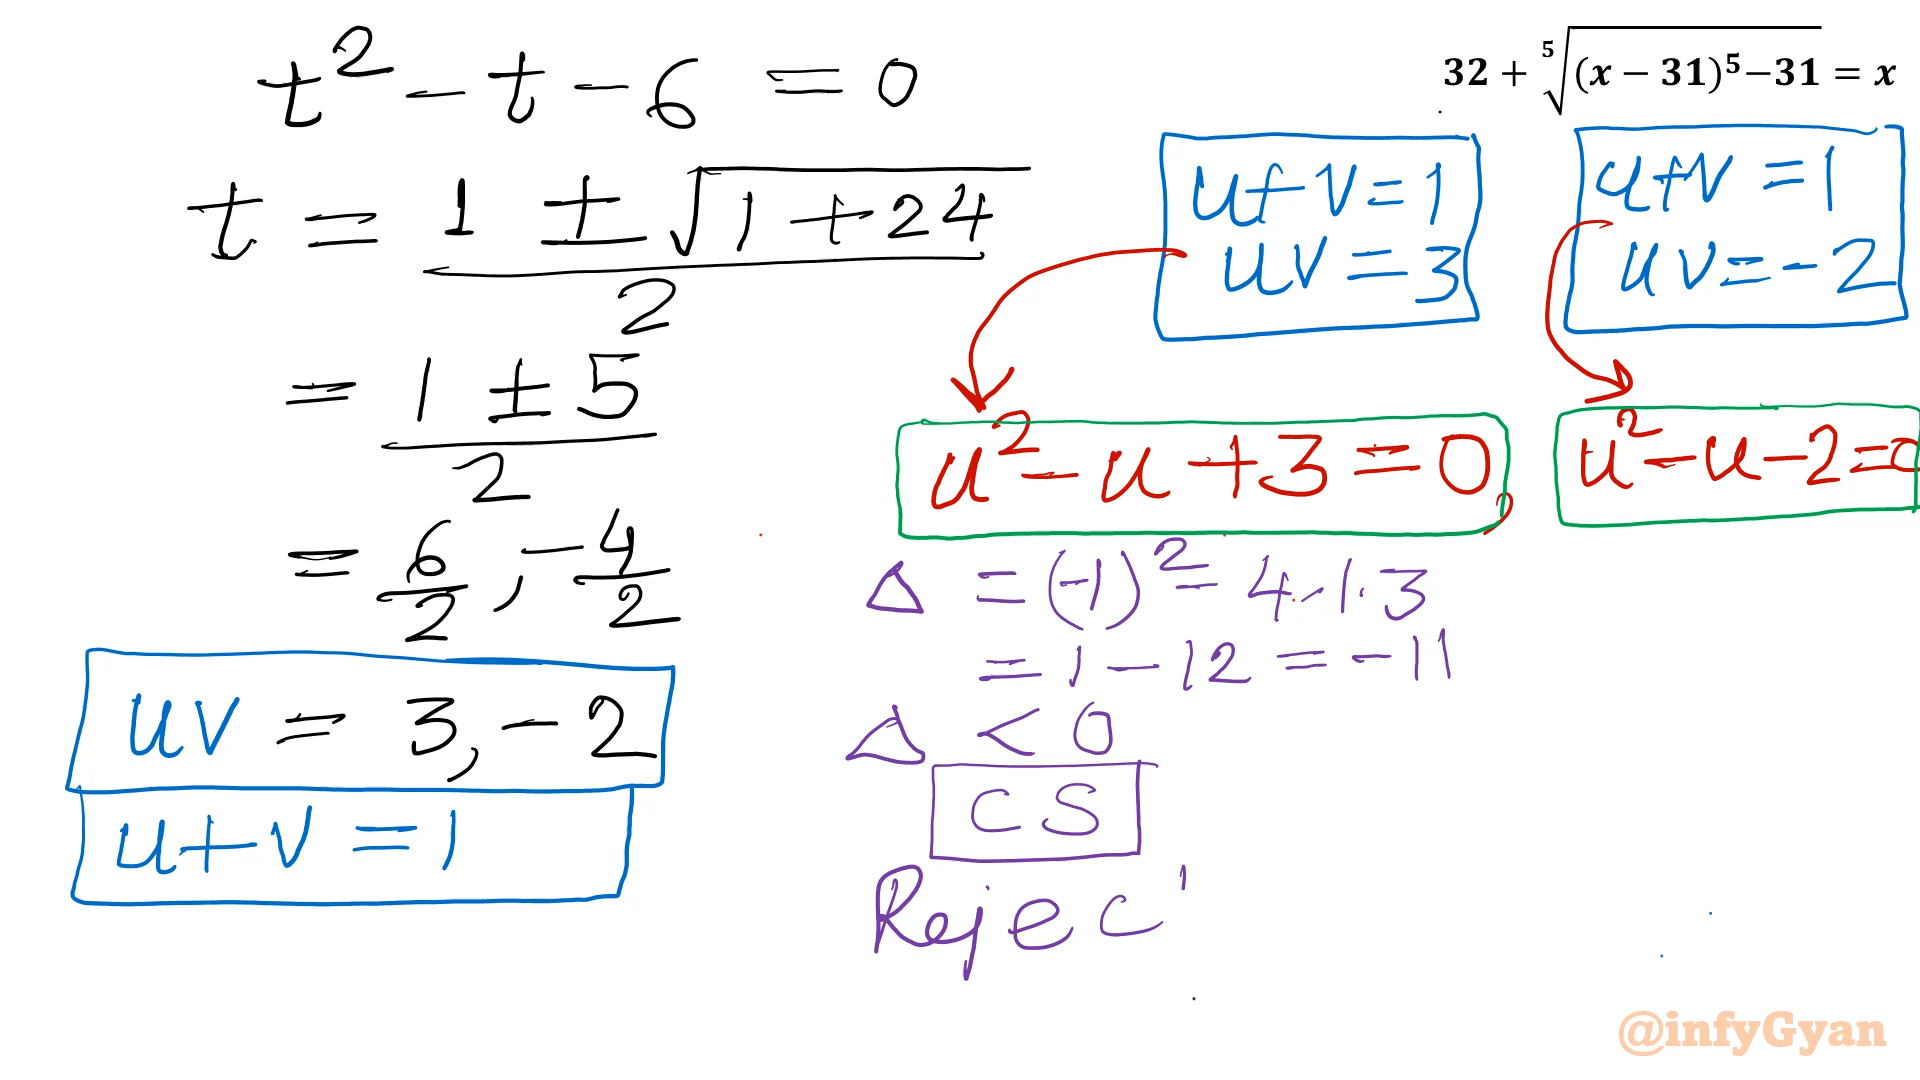 t² - t - 6 = 0
t = (1 ± √(1 + 24)) / 2
= (1 ± 5) / 2
= 6/2 , -4/2
uv = 3, -2
u + v = 1
32 + ⁵√((x − 31)⁵−31) = x
u + v = 1
uv = 3
u + v = 1
uv = -2
u² - u + 3 = 0,
u² - u - 2 = 0
Δ = (-1)² - 4.1.3
= 1 - 12 = -11
Δ < 0
CS
Rejec
@infyGyan